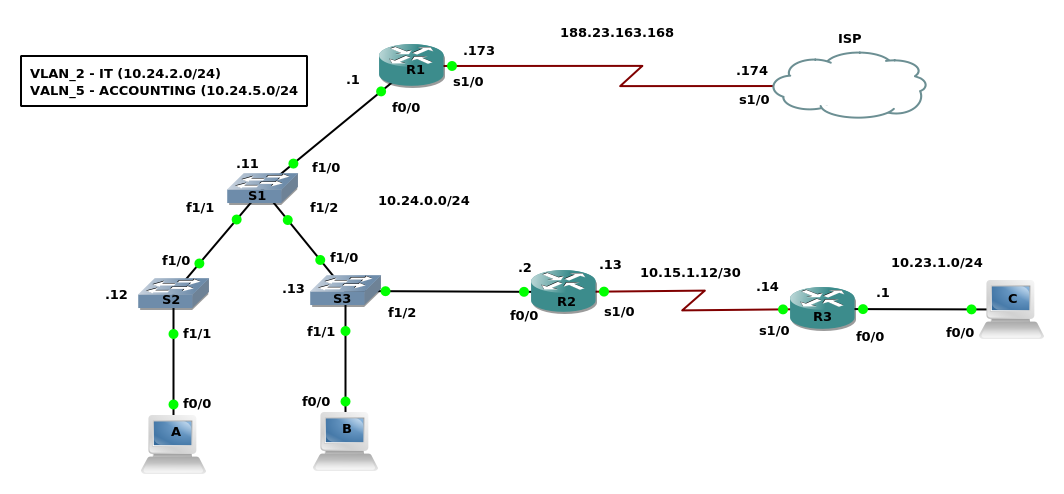 188.23.163.168
ISP
.173
R1
s1/0
.174
s1/0
VLAN_2 - IT (10.24.2.0/24)
VALN_5 - ACCOUNTING (10.24.5.0/24
.1
f0/0
.11
f1/0
S1
f1/1
f1/2
10.24.0.0/24
f1/0
f1/0
.12
S2
.13
S3
f1/2
.2
.13
R2
f0/0
s1/0
10.15.1.12/30
.14
R3
s1/0
.1
f0/0
10.23.1.0/24
C
f0/0
f1/1
f1/1
f0/0
f0/0
A
B